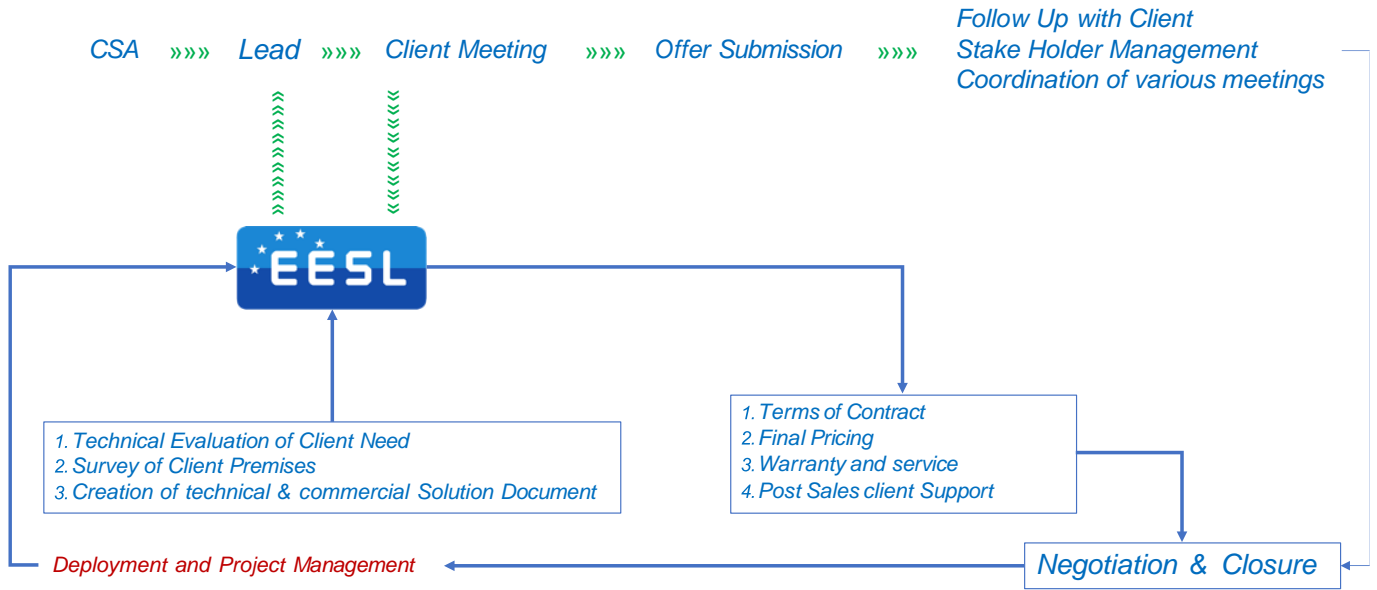 Follow Up with Client
CSA »»» Lead »»» Client Meeting »»» Offer Submission »»» Stake Holder Management
Coordination of various meetings
EESL
1. Technical Evaluation of Client Need
2. Survey of Client Premises
3. Creation of technical & commercial Solution Document
1. Terms of Contract
2. Final Pricing
3. Warranty and service
4. Post Sales client Support
Deployment and Project Management
Negotiation & Closure